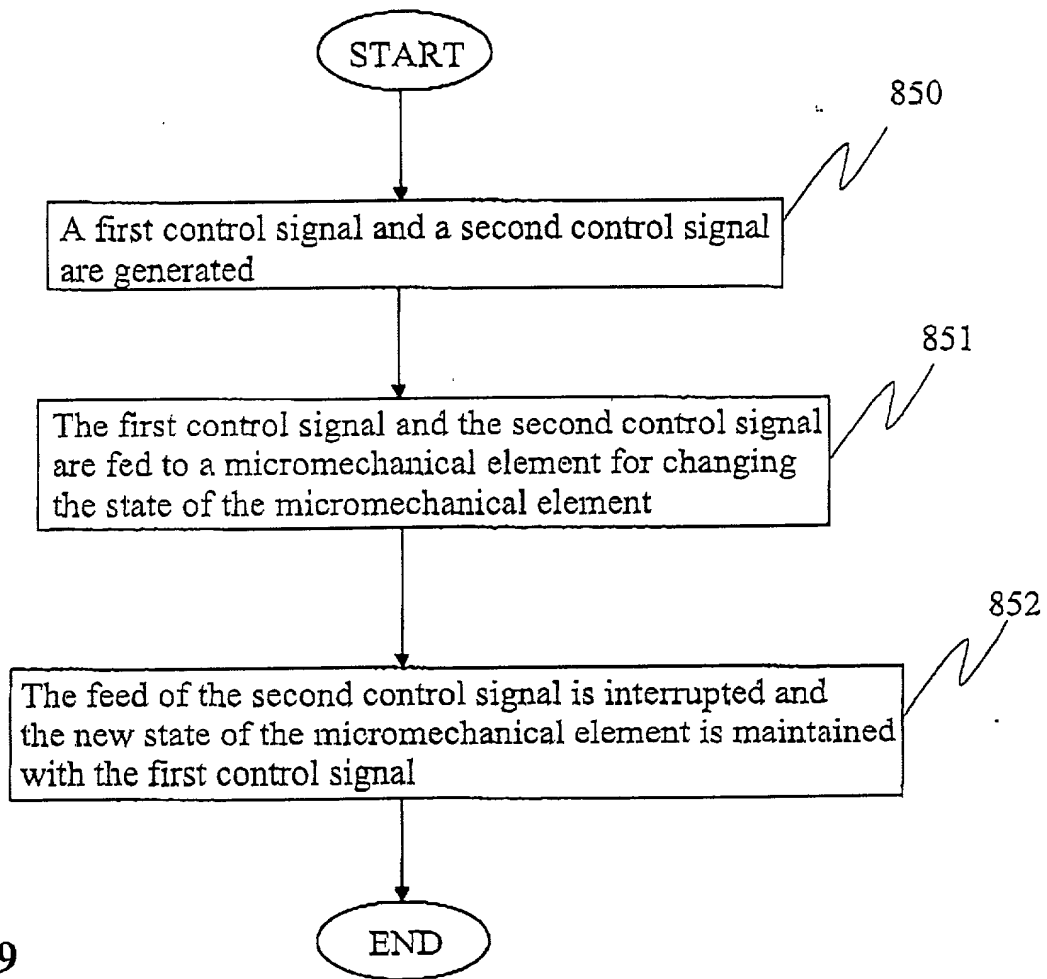 START
850
A first control signal and a second control signal
are generated
851
The first control signal and the second control signal
are fed to a micromechanical element for changing
the state of the micromechanical element
852
The feed of the second control signal is interrupted and
the new state of the micromechanical element is maintained
with the first control signal
END
9